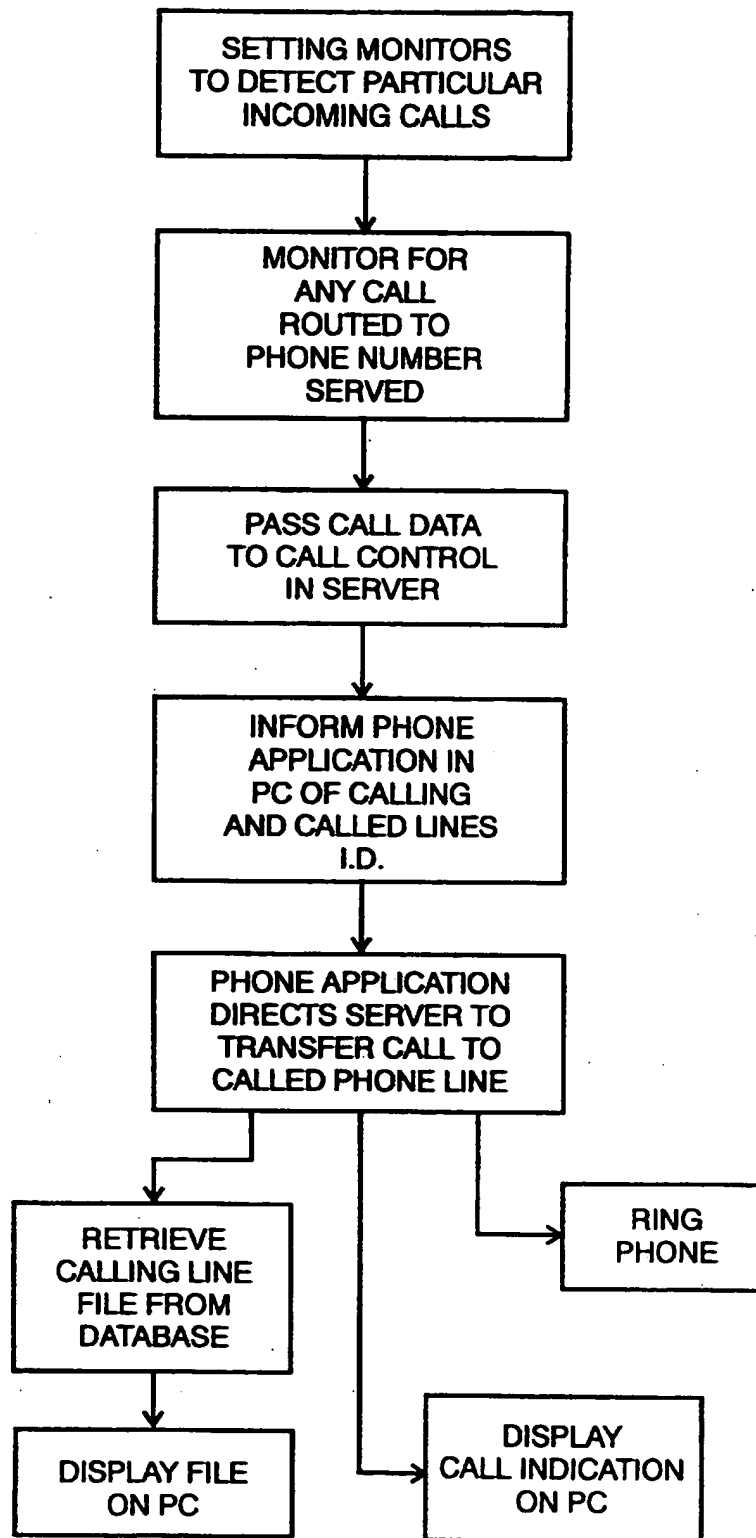 SETTING MONITORS
TO DETECT PARTICULAR
INCOMING CALLS
MONITOR FOR
ANY CALL
ROUTED TO
PHONE NUMBER
SERVED
PASS CALL DATA
TO CALL CONTROL
IN SERVER
INFORM PHONE
APPLICATION IN
PC OF CALLING
AND CALLED LINES
I.D.
PHONE APPLICATION
DIRECTS SERVER TO
TRANSFER CALL TO
CALLED PHONE LINE
RETRIEVE
CALLING LINE
FILE FROM
DATABASE
RING
PHONE
DISPLAY FILE
ON PC
DISPLAY
CALL INDICATION
ON PC